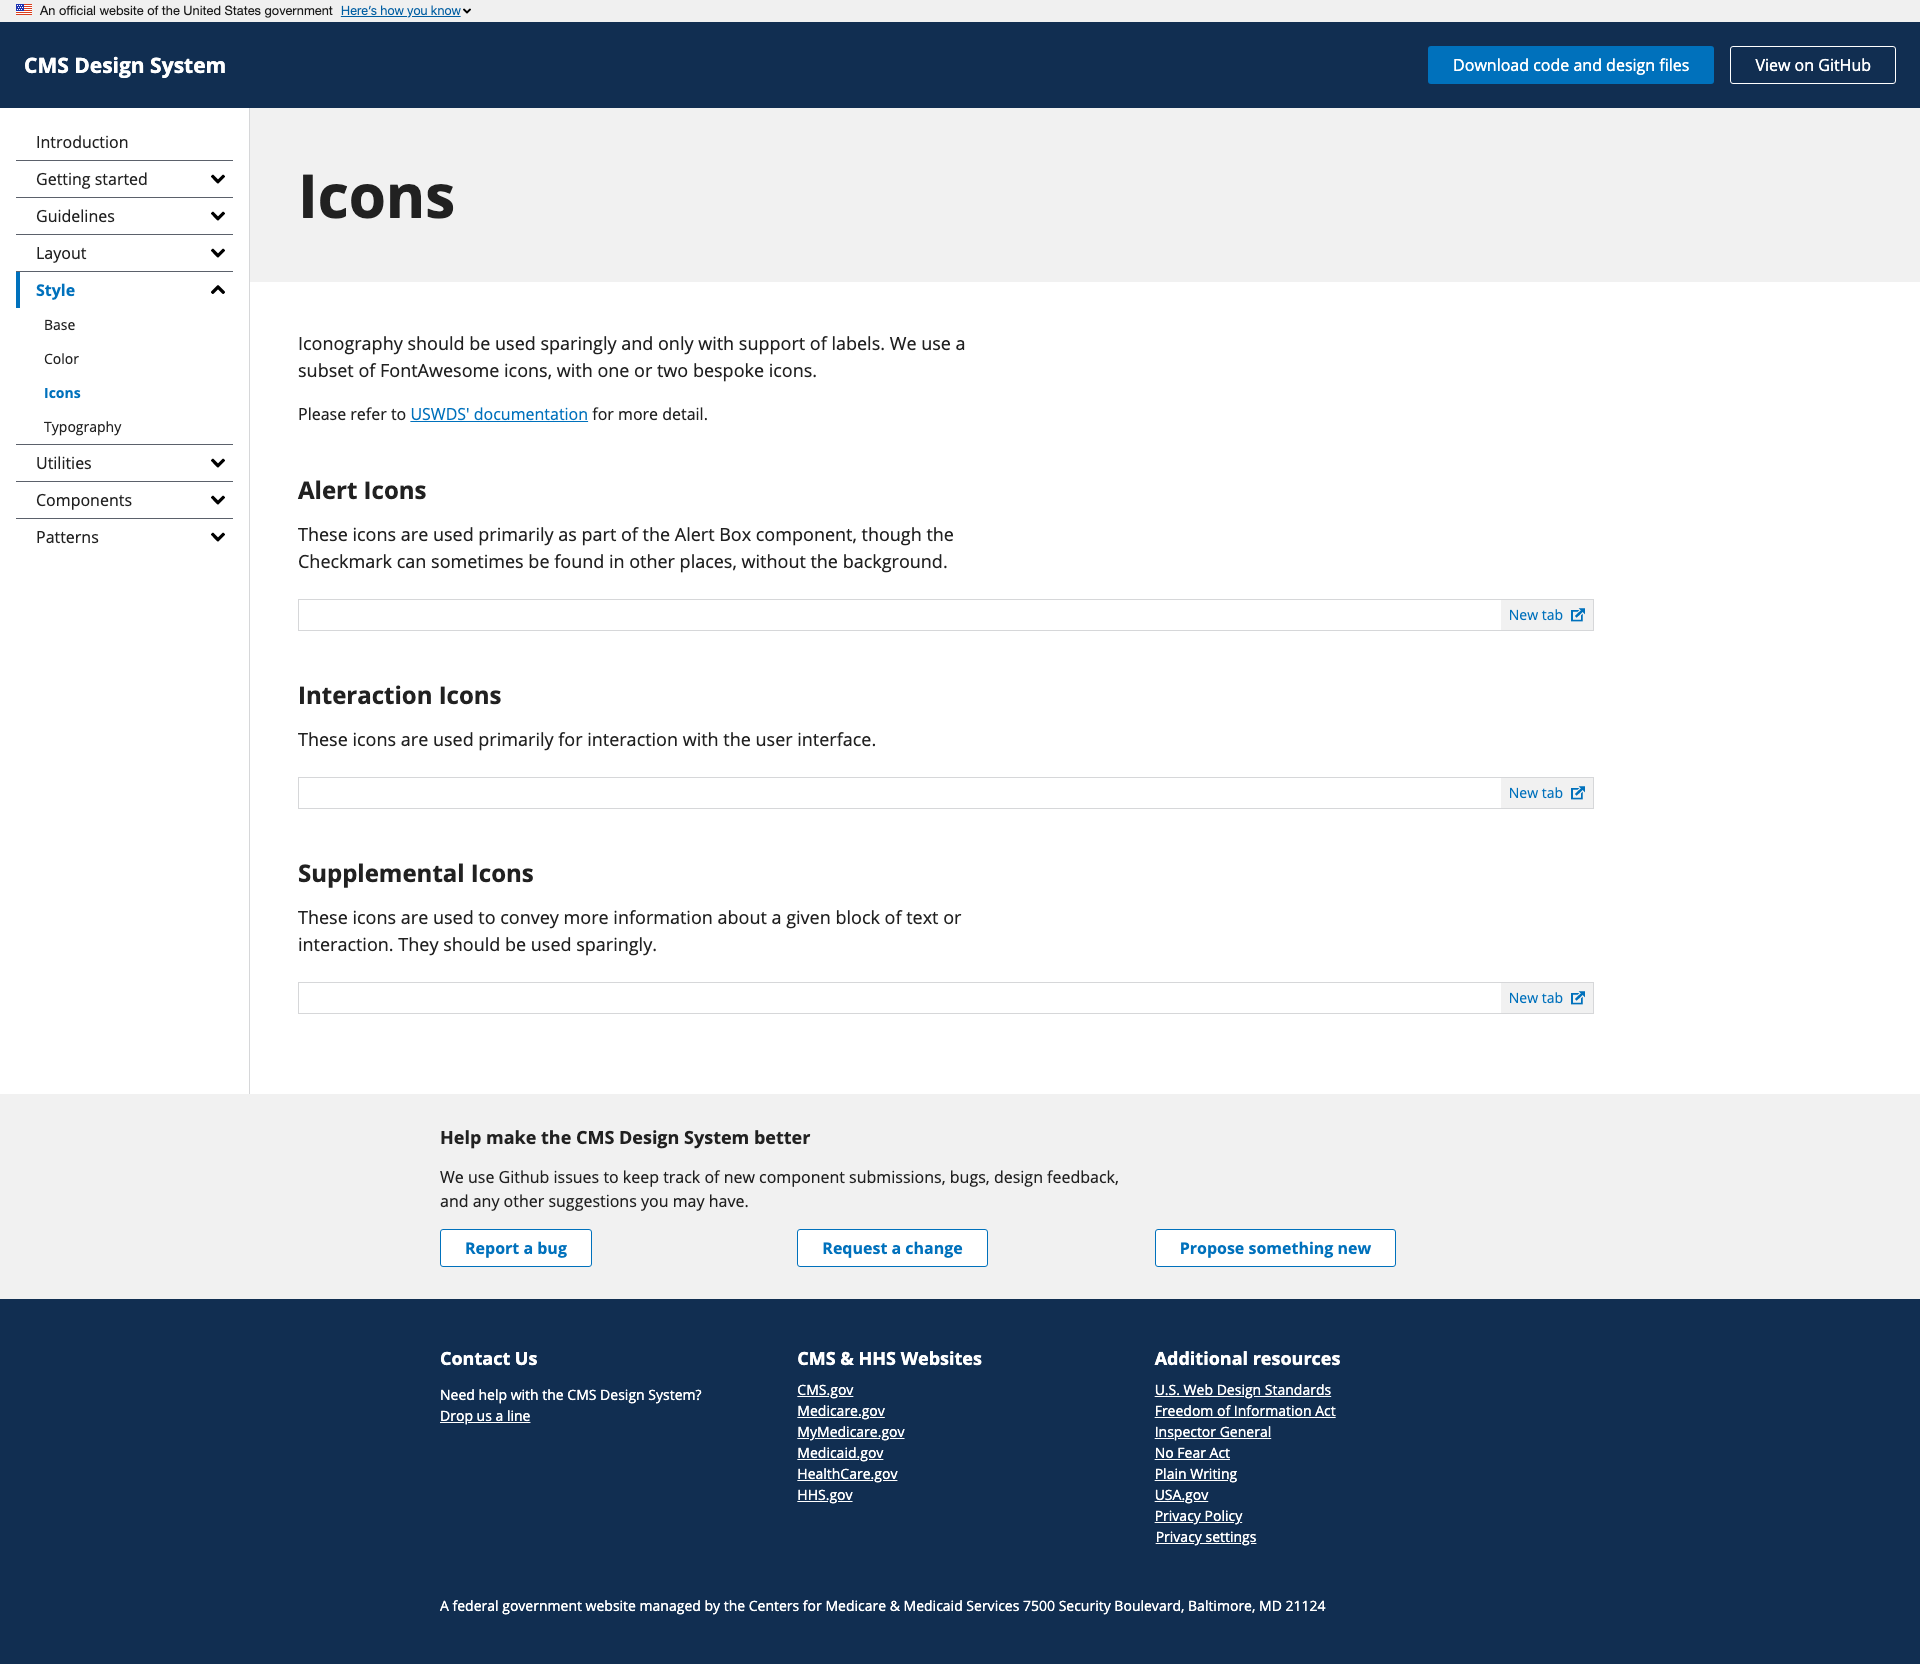 An official website of the United States government Here's how you know
CMS Design System
Download code and design files
View on GitHub
Introduction
Getting started
Guidelines
Layout
Style
Base
Color
Icons
Typography
Utilities
Components
Patterns
Icons
Iconography should be used sparingly and only with support of labels. We use a
subset of FontAwesome icons, with one or two bespoke icons.
Please refer to USWDS' documentation for more detail.
Alert Icons
These icons are used primarily as part of the Alert Box component, though the
Checkmark can sometimes be found in other places, without the background.
New tab
Interaction Icons
These icons are used primarily for interaction with the user interface.
New tab
Supplemental Icons
These icons are used to convey more information about a given block of text or
interaction. They should be used sparingly.
New tab
Help make the CMS Design System better
We use Github issues to keep track of new component submissions, bugs, design feedback,
and any other suggestions you may have.
Report a bug
Request a change
Propose something new
Contact Us
Need help with the CMS Design System?
Drop us a line
CMS & HHS Websites
CMS.gov
Medicare.gov
MyMedicare.gov
Medicaid.gov
HealthCare.gov
HHS.gov
Additional resources
U.S. Web Design Standards
Freedom of Information Act
Inspector General
No Fear Act
Plain Writing
USA.gov
Privacy Policy
Privacy settings
A federal government website managed by the Centers for Medicare & Medicaid Services 7500 Security Boulevard, Baltimore, MD 21124